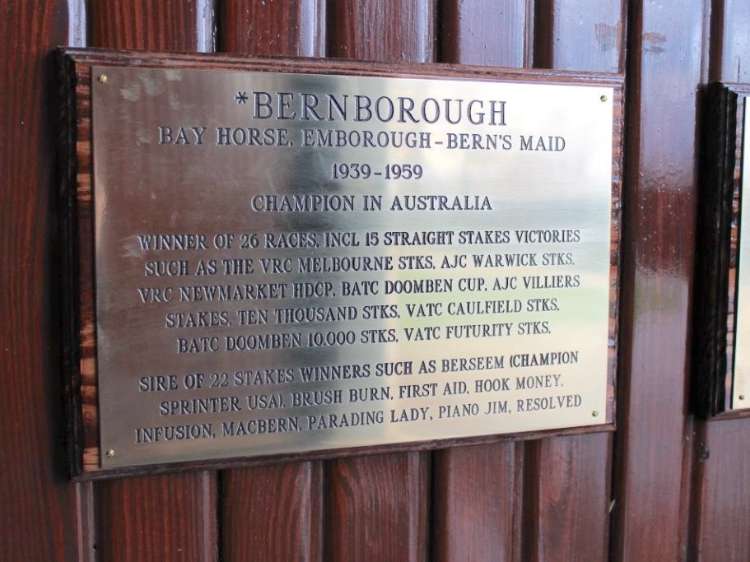 *BERNBOROUGH
BAY HORSE, EMBOROUGH-BERN'S MAID
1939-1959
CHAMPION IN AUSTRALIA
WINNER OF 26 RACES, INCL 15 STRAIGHT STAKES VICTORIES
SUCH AS THE VRC MELBOURNE STKS, AJC WARWICK STKS,
VRC NEWMARKET HDCP, BATC DOOMBEN CUP, AJC VILLIERS
STAKES, TEN THOUSAND STKS, VATC CAULFIELD STKS,
BATC DOOMBEN 10,000 STKS, VATC FUTURITY STKS,
SIRE OF 22 STAKES WINNERS SUCH AS BERSEEM (CHAMPION
SPRINTER USA), BRUSH BURN, FIRST AID, HOOK MONEY,
INFUSION, MACBERN, PARADING LADY, PIANO JIM, RESOLVED